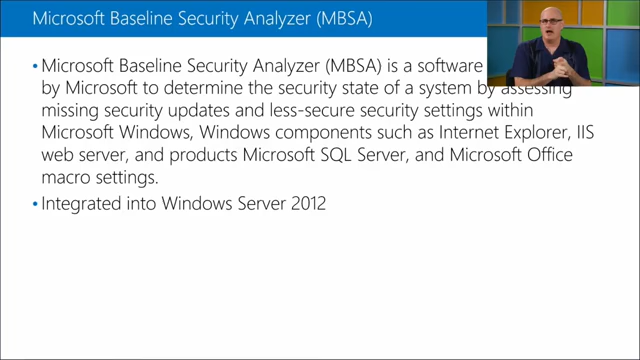 Microsoft Baseline Security Analyzer (MBSA)
• Microsoft Baseline Security Analyzer (MBSA) is a software
by Microsoft to determine the security state of a system by assessing
missing security updates and less-secure security settings within
Microsoft Windows, Windows components such as Internet Explorer, IIS
web server, and products Microsoft SQL Server, and Microsoft Office
macro settings.
• Integrated into Windows Server 2012